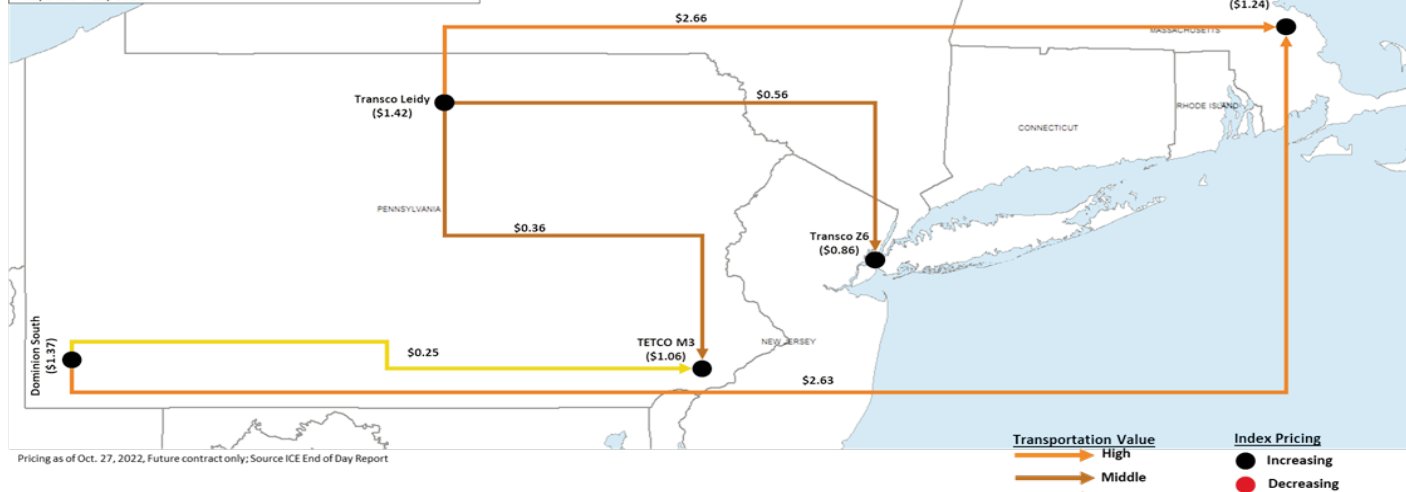 ($1.24)
$2.66
MASSACHUSETTS
Transco Leidy
($1.42)
$0.56
RHODE ISLAND
CONNECTICUT
PENNSYLVANIA
$0.36
Transco Z6
($0.86)
Dominion South
($1.37)
$0.25
TETCO M3
($1.06)
NEW JERSEY
$2.63
Pricing as of Oct. 27, 2022, Future contract only; Source ICE End of Day Report
Transportation Value
High
Middle
Index Pricing
Increasing
Decreasing